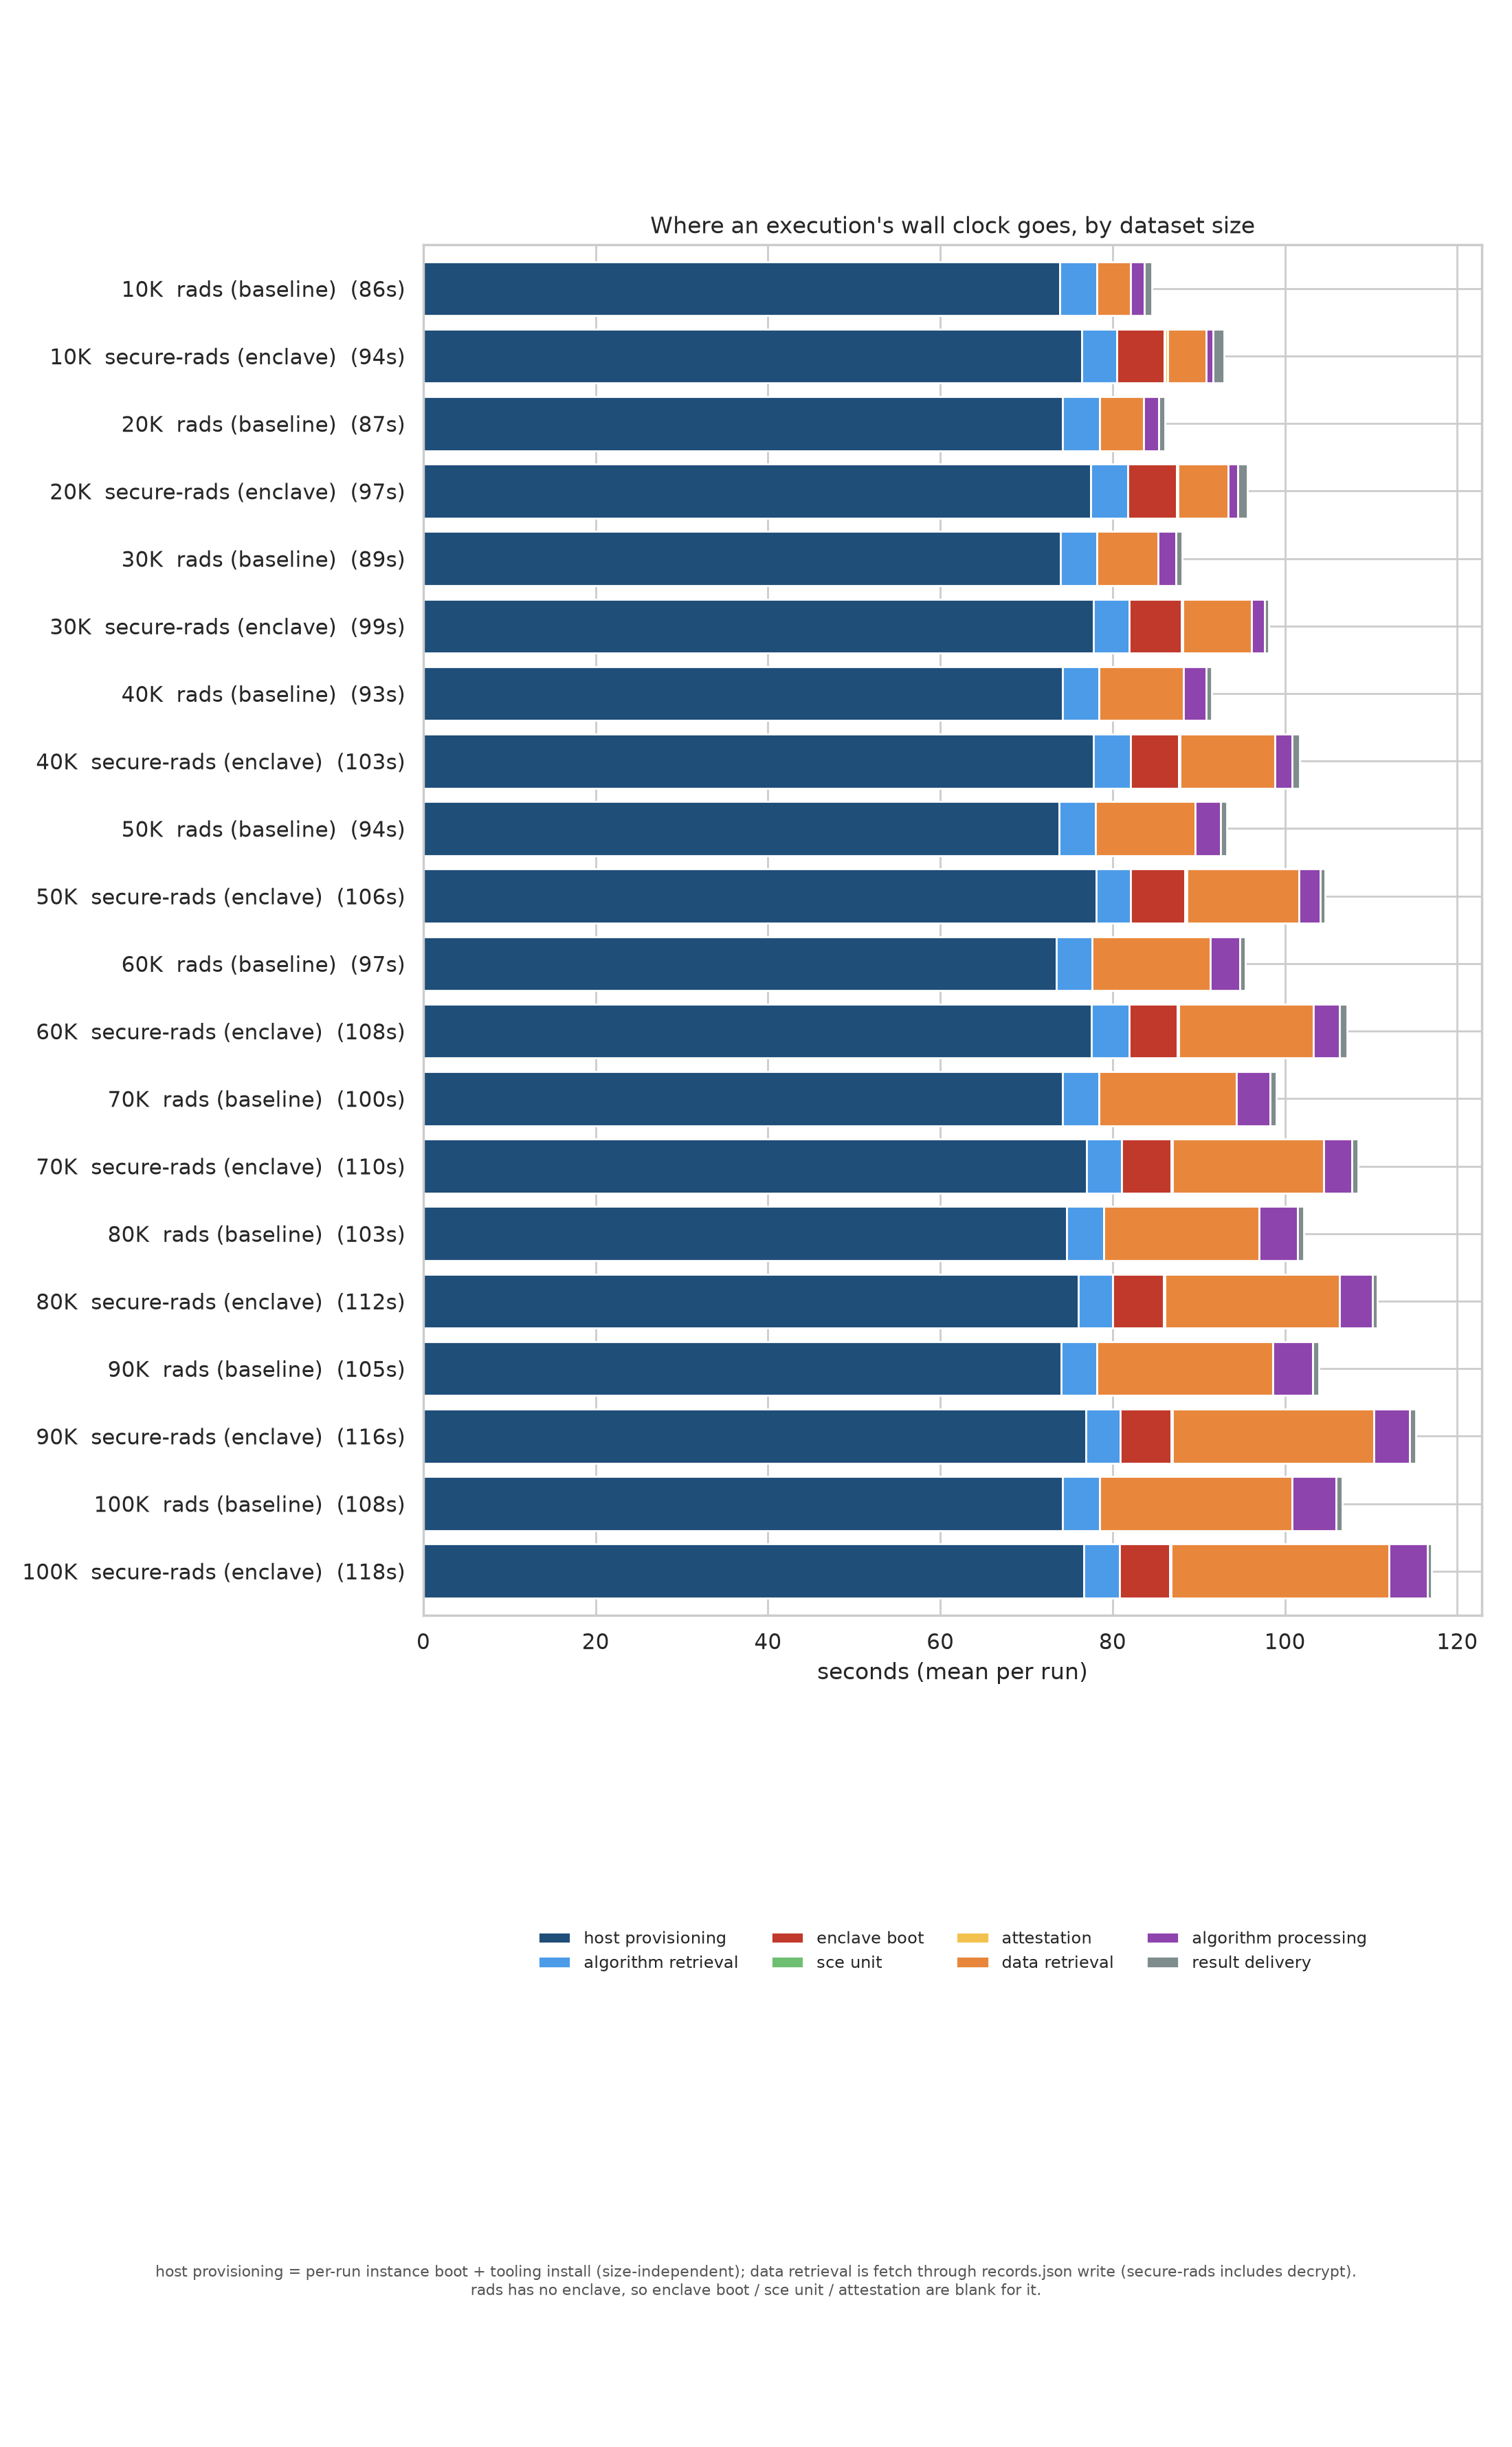 Where an execution's wall clock goes, by dataset size
10K  rads (baseline)  (86s)
10K  secure-rads (enclave)  (94s)
20K  rads (baseline)  (87s)
20K  secure-rads (enclave)  (97s)
30K  rads (baseline)  (89s)
30K  secure-rads (enclave)  (99s)
40K  rads (baseline)  (93s)
40K  secure-rads (enclave)  (103s)
50K  rads (baseline)  (94s)
50K  secure-rads (enclave)  (106s)
60K  rads (baseline)  (97s)
60K  secure-rads (enclave)  (108s)
70K  rads (baseline)  (100s)
70K  secure-rads (enclave)  (110s)
80K  rads (baseline)  (103s)
80K  secure-rads (enclave)  (112s)
90K  rads (baseline)  (105s)
90K  secure-rads (enclave)  (116s)
100K  rads (baseline)  (108s)
100K  secure-rads (enclave)  (118s)
0 20 40 60 80 100 120
seconds (mean per run)
host provisioning enclave boot attestation algorithm processing
algorithm retrieval sce unit data retrieval result delivery
host provisioning = per-run instance boot + tooling install (size-independent); data retrieval is fetch through records.json write (secure-rads includes decrypt).
rads has no enclave, so enclave boot / sce unit / attestation are blank for it.